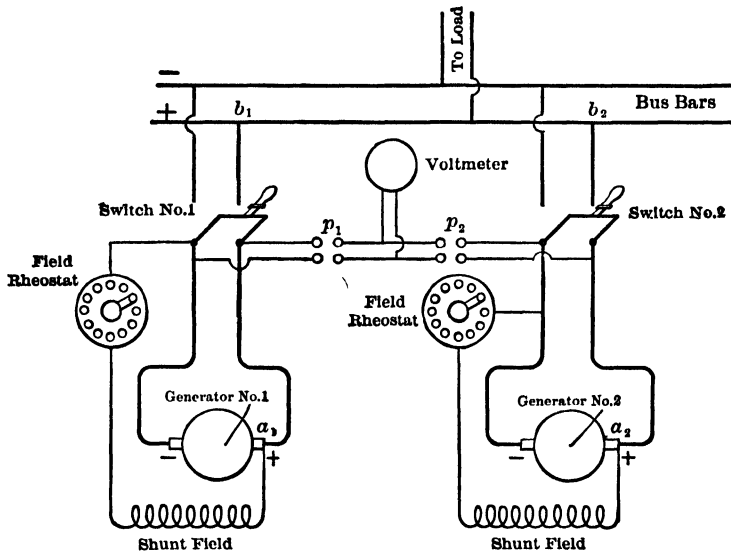 To Load
−
+
b₁
b₂
Bus Bars
Voltmeter
Switch No.1
p₁
p₂
Switch No.2
Field
Rheostat
Field
Rheostat
Generator No.1
a₁
− +
Generator No.2
a₂
− +
Shunt Field
Shunt Field